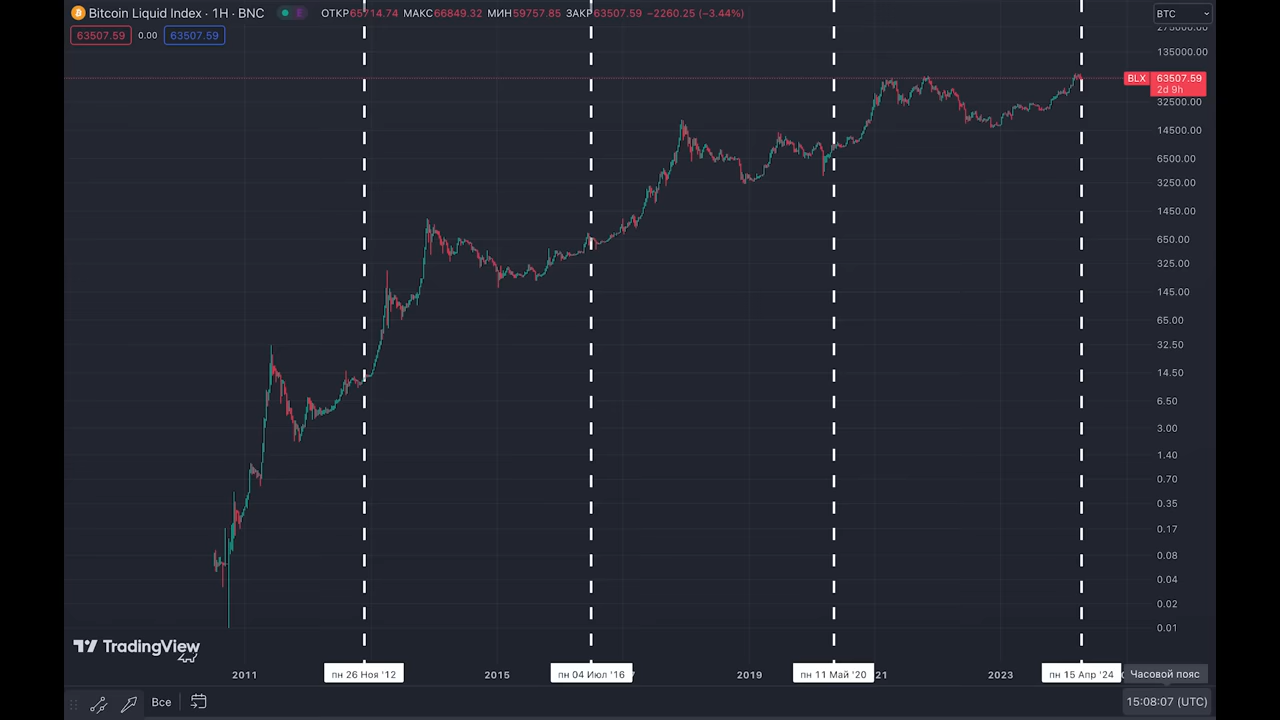 Bitcoin Liquid Index · 1Н · BNC ОТКР65714.74 МАКС66849.32 МИН59757.85 ЗАКР63507.59 −2260.25 (−3.44%)
BTC
63507.59 0.00 63507.59
275000.00
135000.00
BLX 63507.59
2d 9h
32500.00
14500.00
6500.00
3250.00
1450.00
650.00
325.00
145.00
65.00
32.50
14.50
6.50
3.00
1.40
0.70
0.35
0.17
0.08
0.04
0.02
0.01
TradingView
2011 пн 26 Ноя '12 2015 пн 04 Июл '16 2019 пн 11 Май '20 21 2023 пн 15 Апр '24 Часовой пояс
Все 15:08:07 (UTC)